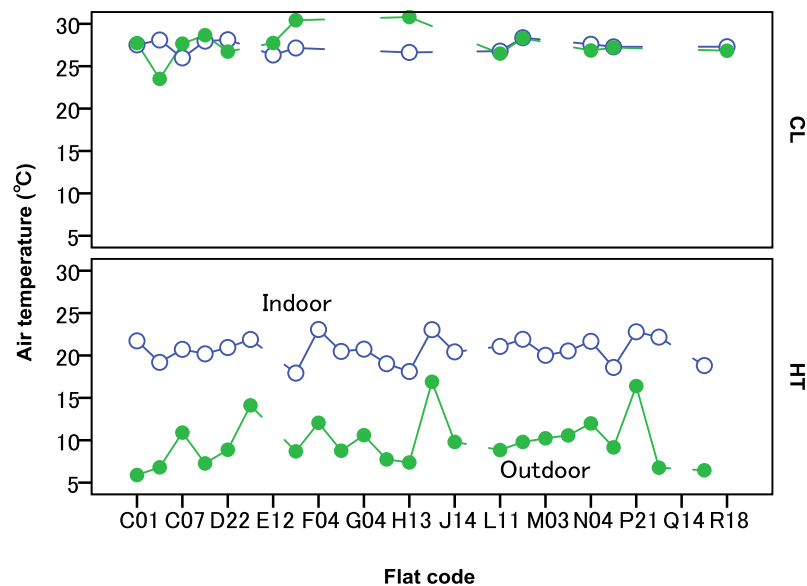 30
25
20
15
10
5
CL
Air temperature (℃)
30
25
20
15
10
5
Indoor
Outdoor
HT
C01 C07 D22 E12 F04 G04 H13 J14 L11 M03 N04 P21 Q14 R18
Flat code